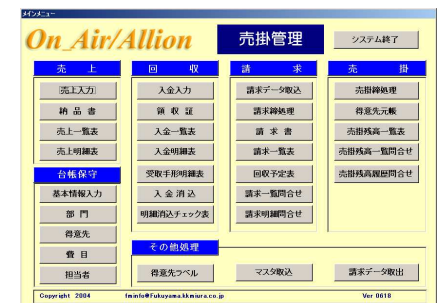 メインメニュー
On_Air/Allion
売掛管理
システム終了
売 上
売上入力
納 品 書
売上一覧表
売上明細表
台帳保守
基本情報入力
部 門
得意先
費 目
担当者
回 収
入金入力
領 収 証
入金一覧表
入金明細表
受取手形明細表
入 金 消 込
明細消込チェック表
請 求
請求データ取込
請求締処理
請 求 書
請求一覧表
回収予定表
請求一覧問合せ
請求明細問合せ
売 掛
売掛締処理
得意先元帳
売掛残高一覧表
売掛残高一覧問合せ
売掛残高履歴問合せ
その他処理
得意先ラベル
マスタ取込
請求データ取出
Copyright 2004
fminfo@Fukuyama.kkmiura.co.jp
Ver 0618